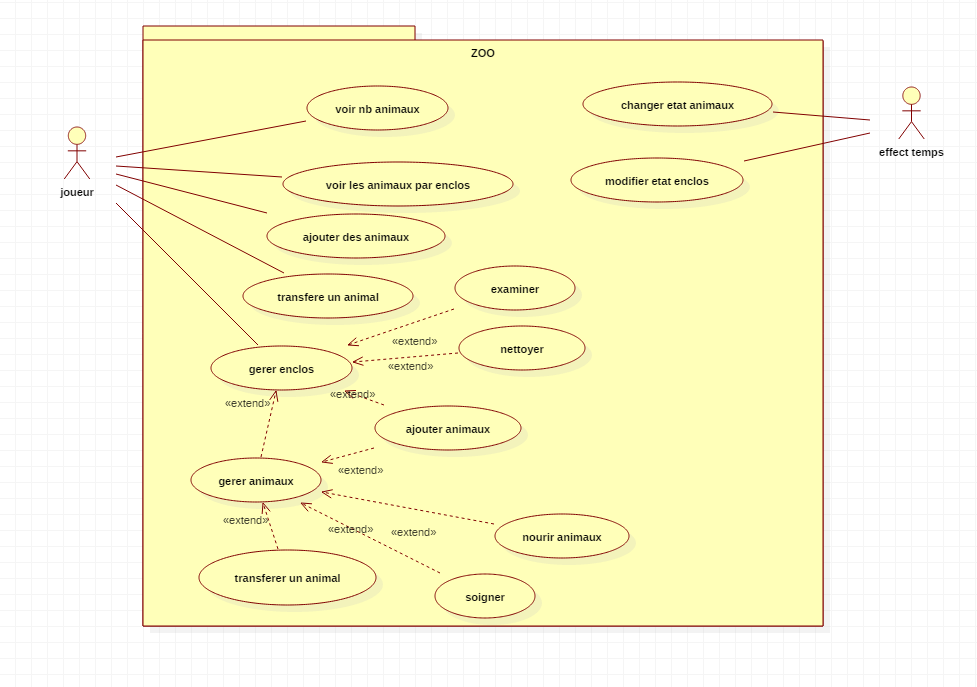 ZOO
voir nb animaux
changer etat animaux
joueur
effect temps
voir les animaux par enclos
modifier etat enclos
ajouter des animaux
transfere un animal
examiner
«extend»
nettoyer
«extend»
gerer enclos
«extend»
«extend»
ajouter animaux
«extend»
gerer animaux
«extend»
«extend»
«extend»
nourir animaux
transferer un animal
soigner